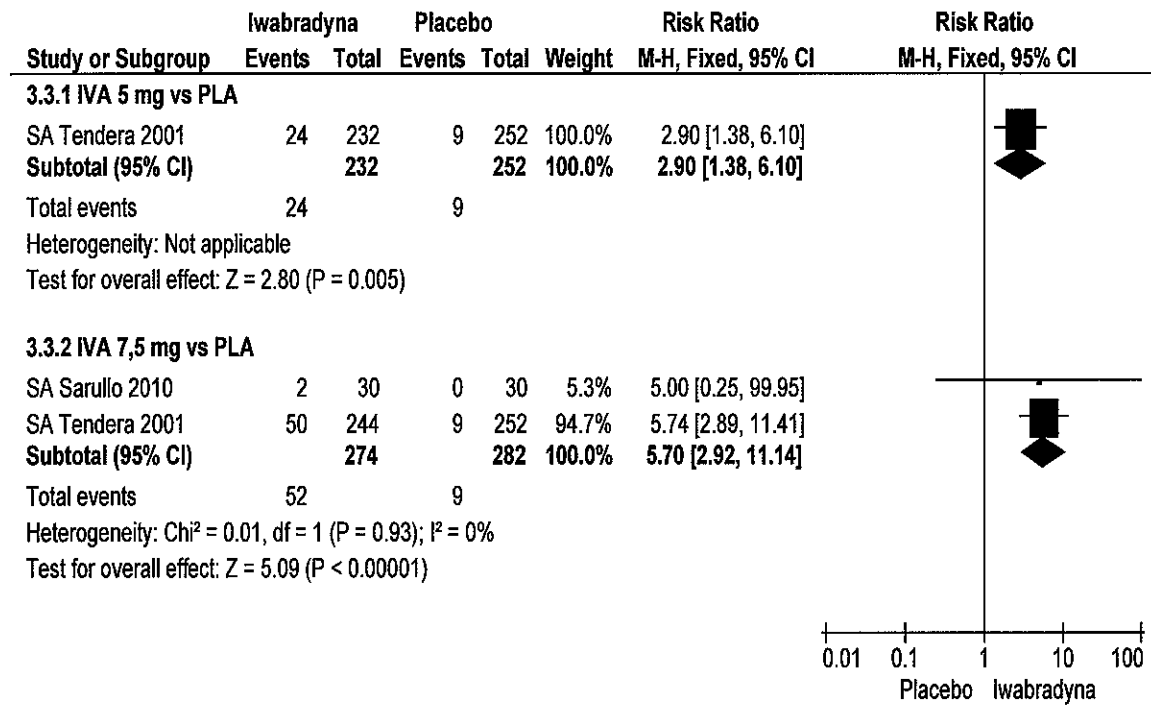 Iwabradyna Placebo Risk Ratio Risk Ratio
Study or Subgroup Events Total Events Total Weight M-H, Fixed, 95% CI M-H, Fixed, 95% CI
3.3.1 IVA 5 mg vs PLA
SA Tendera 2001 24 232 9 252 100.0% 2.90 [1.38, 6.10]
Subtotal (95% CI) 232 252 100.0% 2.90 [1.38, 6.10]
Total events 24 9
Heterogeneity: Not applicable
Test for overall effect: Z = 2.80 (P = 0.005)
3.3.2 IVA 7,5 mg vs PLA
SA Sarullo 2010 2 30 0 30 5.3% 5.00 [0.25, 99.95]
SA Tendera 2001 50 244 9 252 94.7% 5.74 [2.89, 11.41]
Subtotal (95% CI) 274 282 100.0% 5.70 [2.92, 11.14]
Total events 52 9
Heterogeneity: Chi² = 0.01, df = 1 (P = 0.93); I² = 0%
Test for overall effect: Z = 5.09 (P < 0.00001)
0.01 0.1 1 10 100
Placebo Iwabradyna